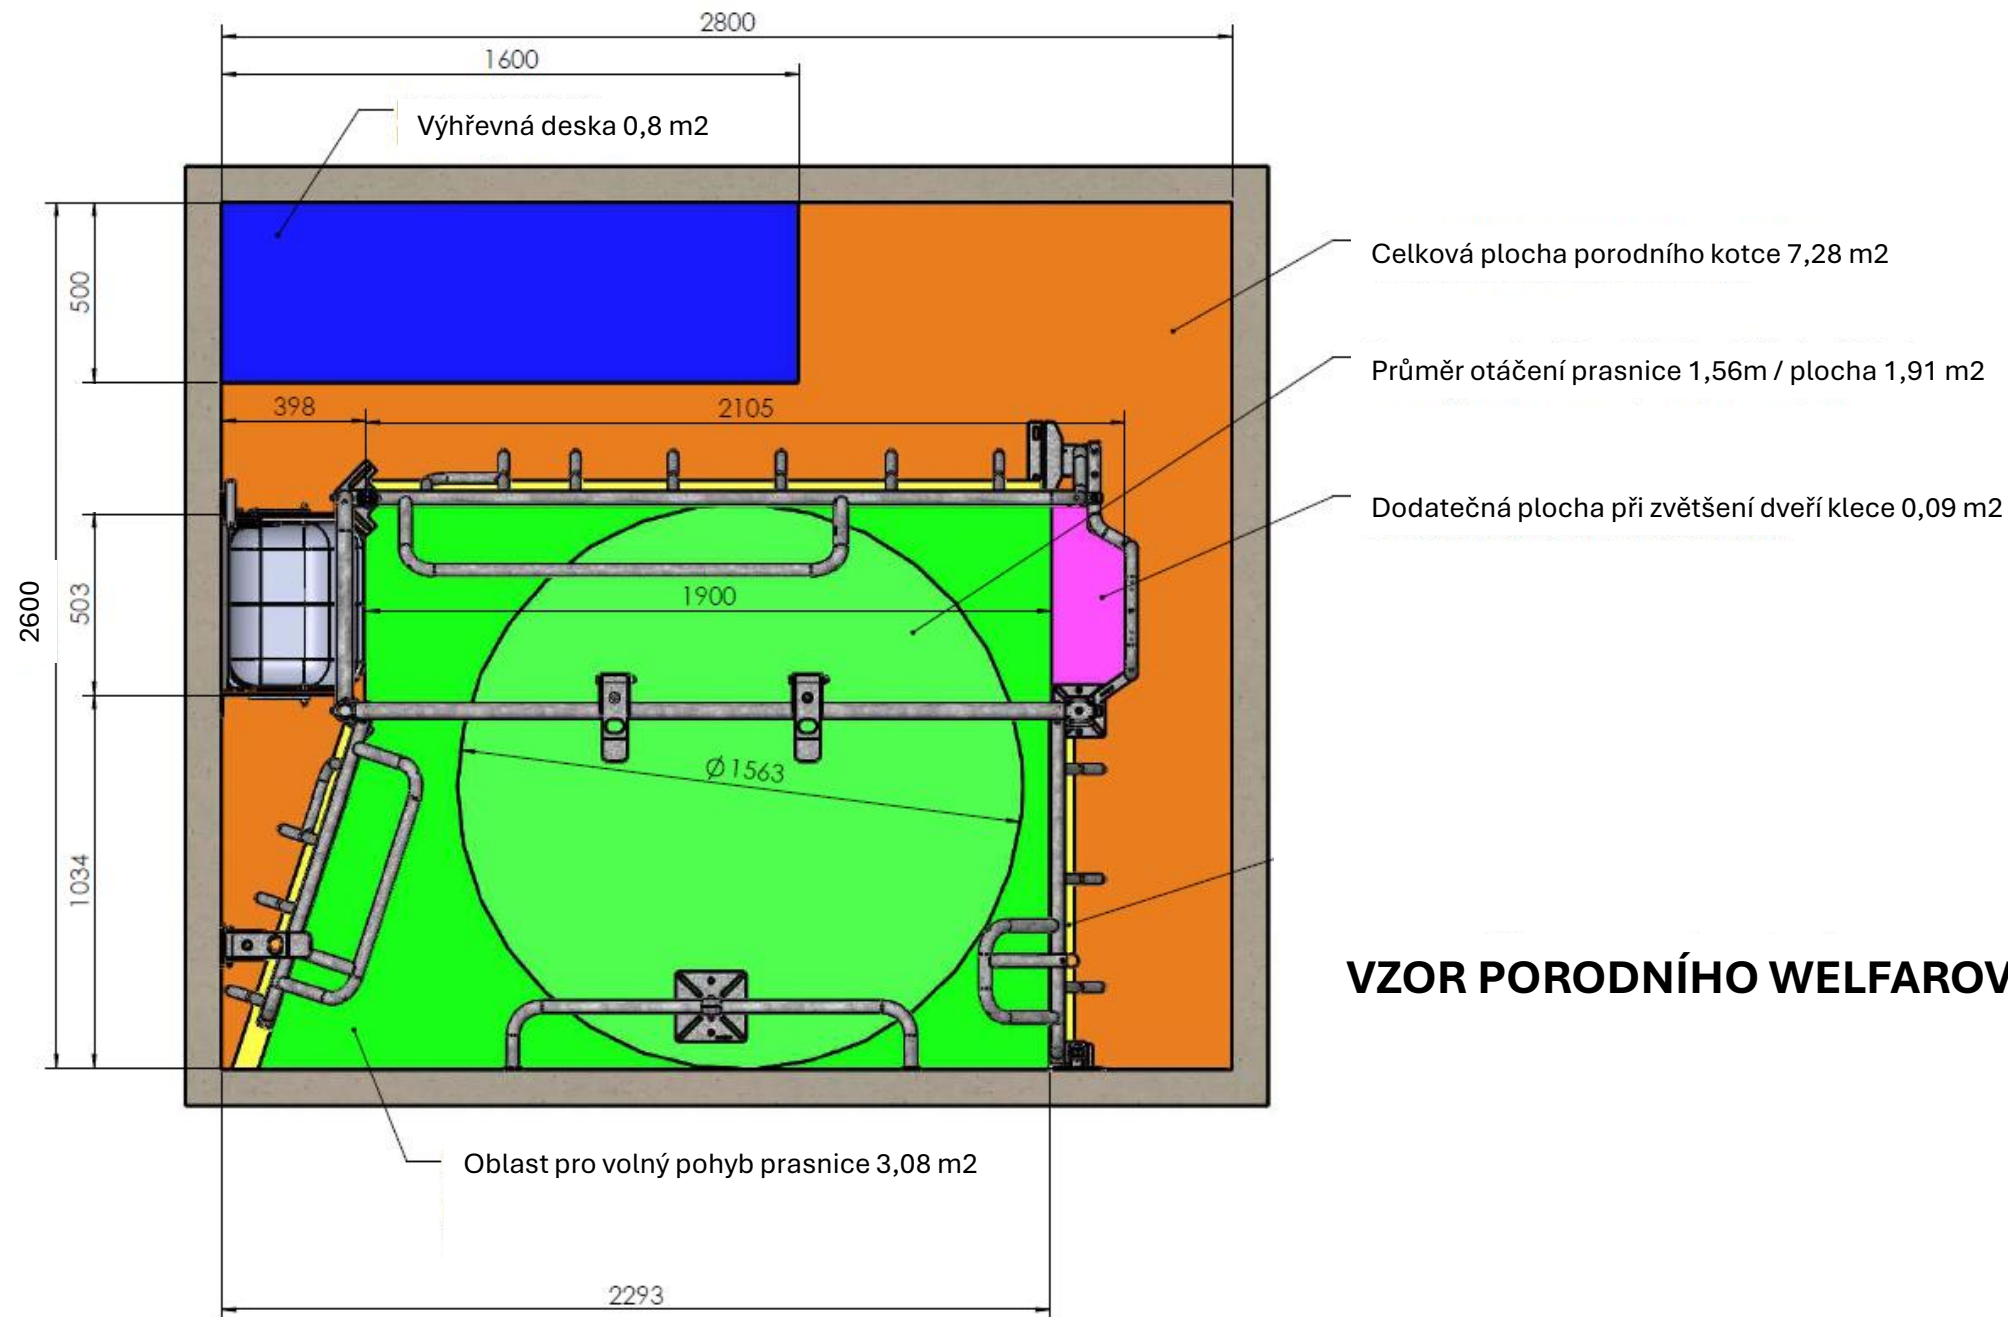 2800
1600
Výhřevná deska 0,8 m2
Celková plocha porodního kotce 7,28 m2
500
Průměr otáčení prasnice 1,56m / plocha 1,91 m2
398
2105
Dodatečná plocha při zvětšení dveří klece 0,09 m2
1900
2600
503
Ø1563
1034
VZOR PORODNÍHO WELFAROV
Oblast pro volný pohyb prasnice 3,08 m2
2293